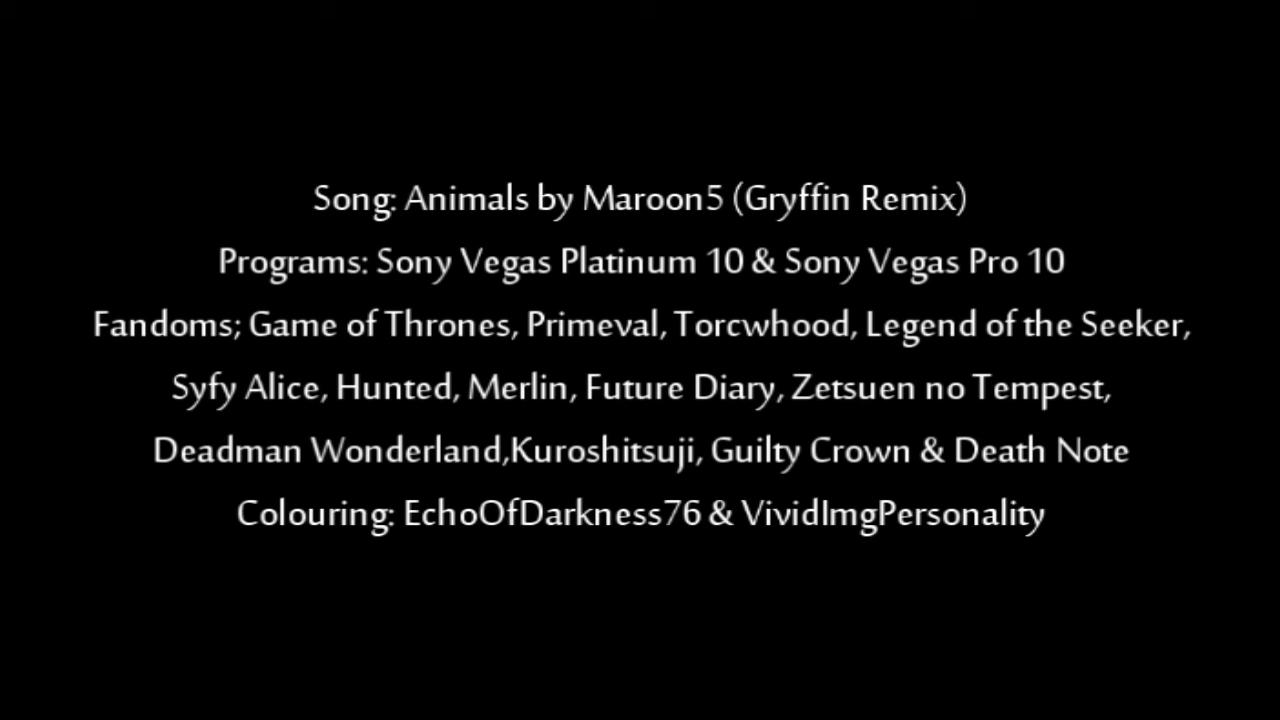 Song: Animals by Maroon5 (Gryffin Remix)
Programs: Sony Vegas Platinum 10 & Sony Vegas Pro 10
Fandoms; Game of Thrones, Primeval, Torcwhood, Legend of the Seeker,
Syfy Alice, Hunted, Merlin, Future Diary, Zetsuen no Tempest,
Deadman Wonderland,Kuroshitsuji, Guilty Crown & Death Note
Colouring: EchoOfDarkness76 & VividImgPersonality